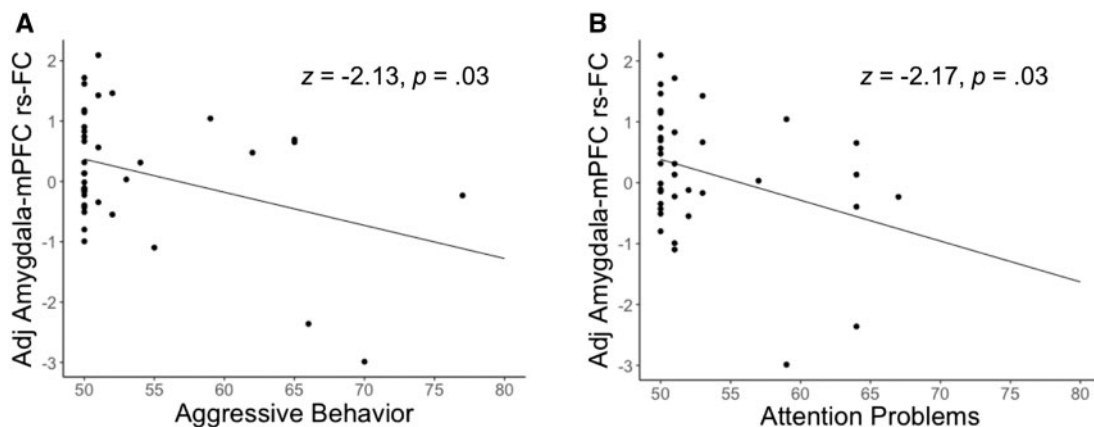 A
Adj Amygdala-mPFC rs-FC
2
1
0
-1
-2
-3
z = -2.13, p = .03
50 55 60 65 70 75 80
Aggressive Behavior
B
Adj Amygdala-mPFC rs-FC
2
1
0
-1
-2
-3
z = -2.17, p = .03
50 55 60 65 70 75 80
Attention Problems